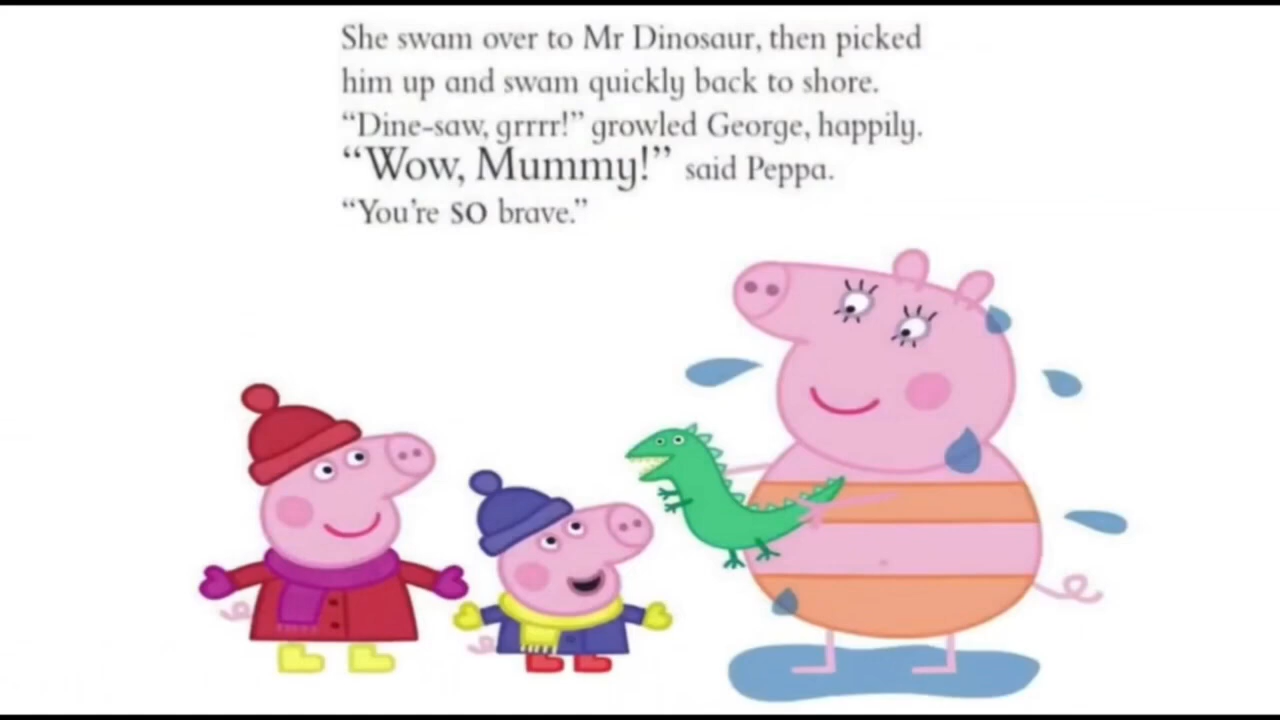 She swam over to Mr Dinosaur, then picked
him up and swam quickly back to shore.
“Dine-saw, grrrr!” growled George, happily.
“Wow, Mummy!” said Peppa.
“You’re SO brave.”